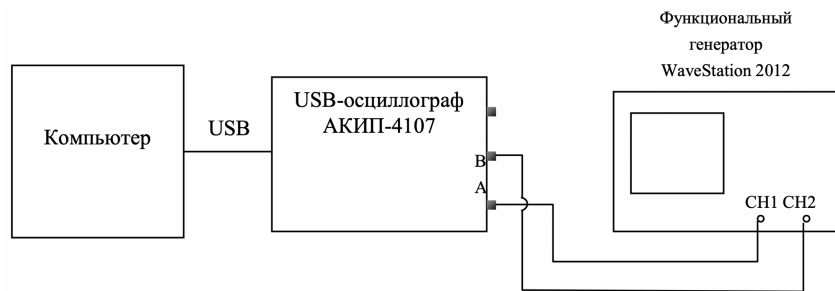 Функциональный
генератор
WaveStation 2012
USB-осциллограф
АКИП-4107
Компьютер
USB
B
A
CH1 CH2